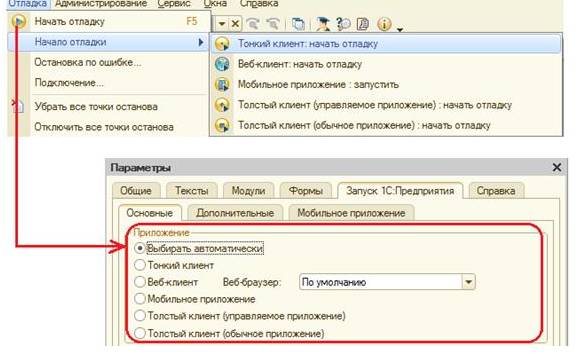 Отладка Администрирование Сервис Окна Справка
Начать отладку F5
Начало отладки
Тонкий клиент: начать отладку
Остановка по ошибке...
Веб-клиент: начать отладку
Подключение...
Мобильное приложение : запустить
Убрать все точки останова
Толстый клиент (управляемое приложение) : начать отладку
Отключить все точки останова
Толстый клиент (обычное приложение) : начать отладку
Параметры
Общие Тексты Модули Формы Запуск 1С:Предприятия Справка
Основные Дополнительные Мобильное приложение
Приложение
Выбирать автоматически
Тонкий клиент
Веб-клиент Веб-браузер: По умолчанию
Мобильное приложение
Толстый клиент (управляемое приложение)
Толстый клиент (обычное приложение)